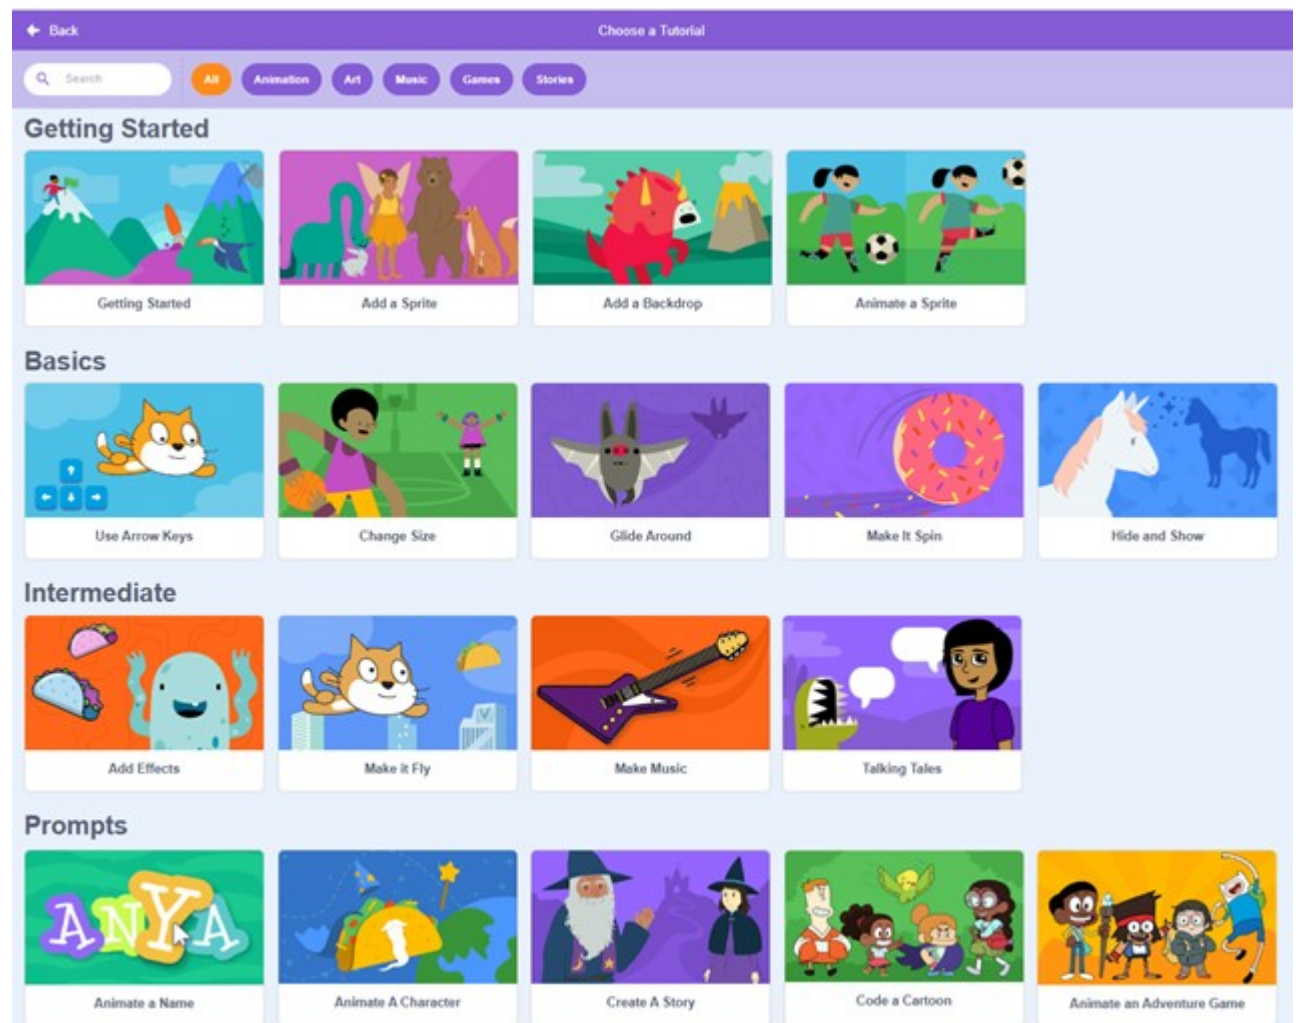 Back
Choose a Tutorial
Search
All
Animation
Art
Music
Games
Stories
Getting Started
Getting Started
Add a Sprite
Add a Backdrop
Animate a Sprite
Basics
Use Arrow Keys
Change Size
Glide Around
Make It Spin
Hide and Show
Intermediate
Add Effects
Make it Fly
Make Music
Talking Tales
Prompts
ANYA
Animate a Name
Animate A Character
Create A Story
Code a Cartoon
Animate an Adventure Game